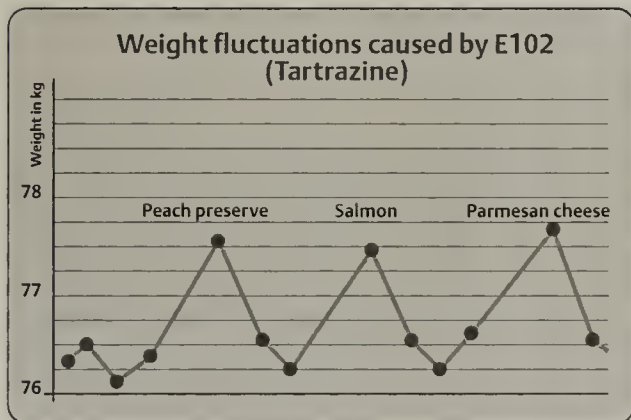 Weight fluctuations caused by E102
(Tartrazine)
Weight in kg
78
Peach preserve Salmon Parmesan cheese
77
76